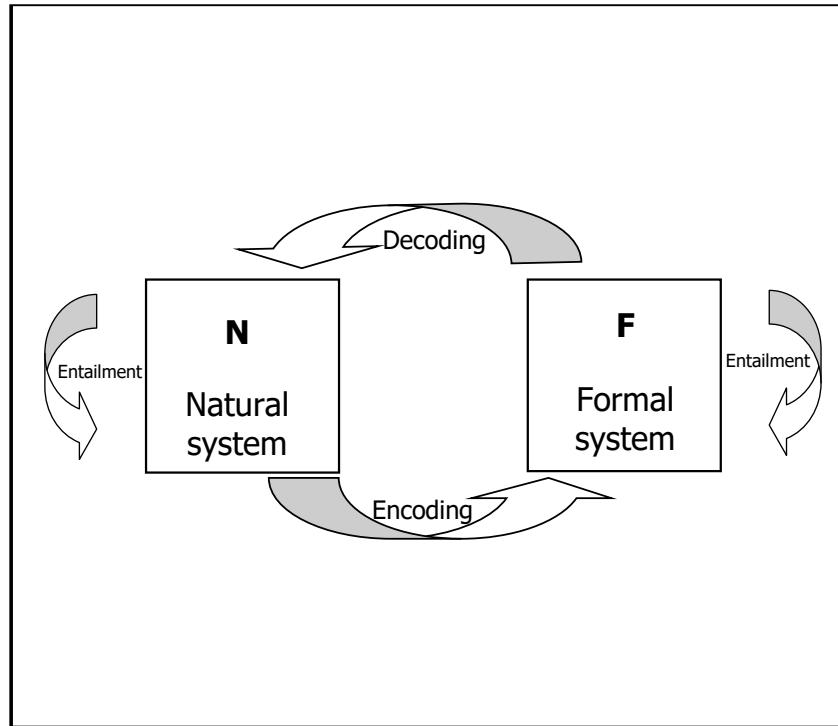 Decoding
N
Natural
system
F
Formal
system
Entailment
Entailment
Encoding